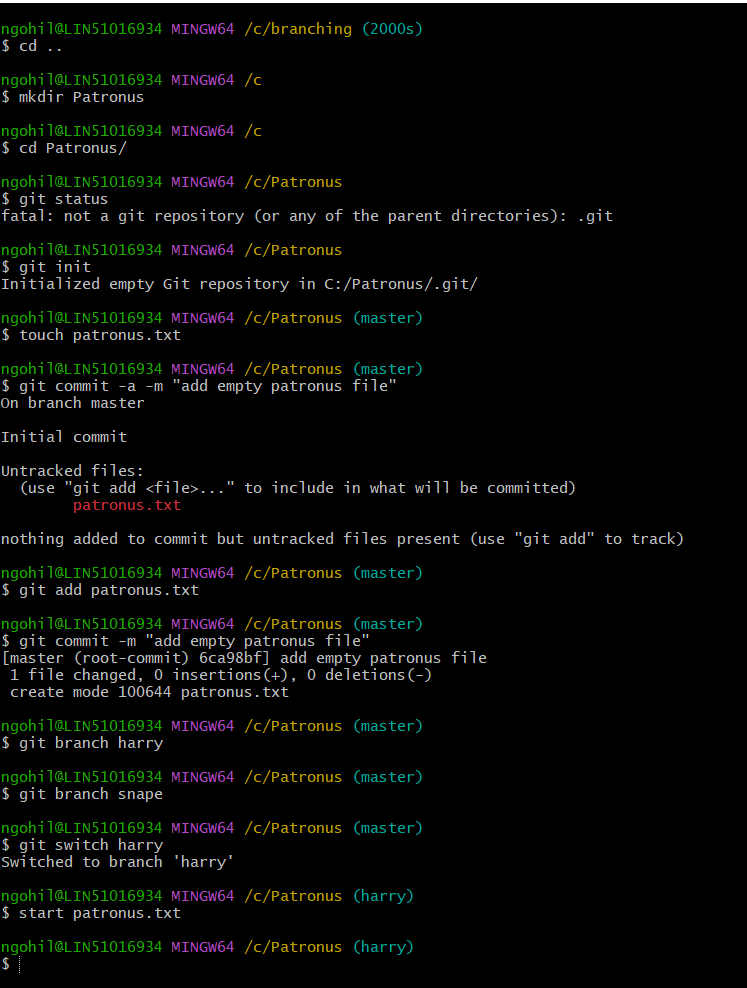 ngohil@LIN51016934 MINGW64 /c/branching (2000s)
$ cd ..
ngohil@LIN51016934 MINGW64 /c
$ mkdir Patronus
ngohil@LIN51016934 MINGW64 /c
$ cd Patronus/
ngohil@LIN51016934 MINGW64 /c/Patronus
$ git status
fatal: not a git repository (or any of the parent directories): .git
ngohil@LIN51016934 MINGW64 /c/Patronus
$ git init
Initialized empty Git repository in C:/Patronus/.git/
ngohil@LIN51016934 MINGW64 /c/Patronus (master)
$ touch patronus.txt
ngohil@LIN51016934 MINGW64 /c/Patronus (master)
$ git commit -a -m "add empty patronus file"
On branch master
Initial commit
Untracked files:
  (use "git add <file>..." to include in what will be committed)
        patronus.txt
nothing added to commit but untracked files present (use "git add" to track)
ngohil@LIN51016934 MINGW64 /c/Patronus (master)
$ git add patronus.txt
ngohil@LIN51016934 MINGW64 /c/Patronus (master)
$ git commit -m "add empty patronus file"
[master (root-commit) 6ca98bf] add empty patronus file
 1 file changed, 0 insertions(+), 0 deletions(-)
 create mode 100644 patronus.txt
ngohil@LIN51016934 MINGW64 /c/Patronus (master)
$ git branch harry
ngohil@LIN51016934 MINGW64 /c/Patronus (master)
$ git branch snape
ngohil@LIN51016934 MINGW64 /c/Patronus (master)
$ git switch harry
Switched to branch 'harry'
ngohil@LIN51016934 MINGW64 /c/Patronus (harry)
$ start patronus.txt
ngohil@LIN51016934 MINGW64 /c/Patronus (harry)
$